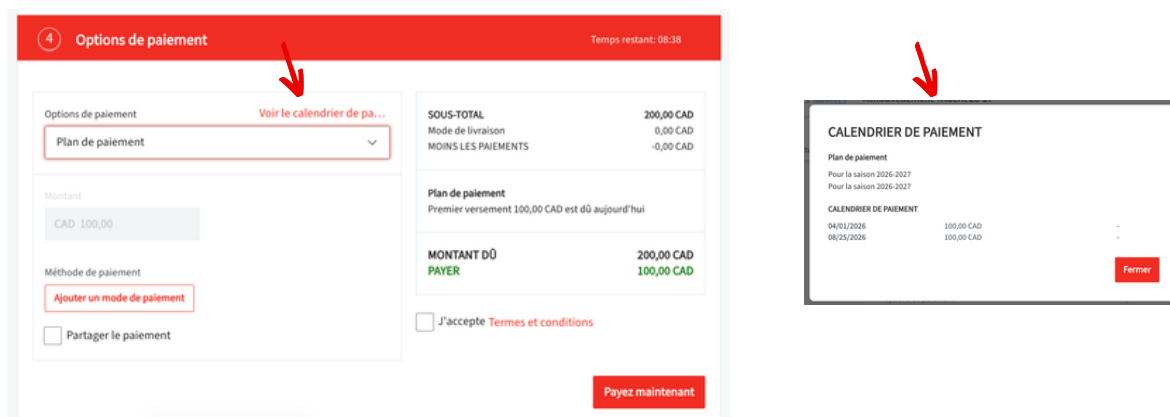 4 Options de paiement
Temps restant: 08:38
Options de paiement
Voir le calendrier de pa...
Plan de paiement
Montant
CAD 100,00
Méthode de paiement
Ajouter un mode de paiement
Partager le paiement
SOUS-TOTAL 200,00 CAD
Mode de livraison 0,00 CAD
MOINS LES PAIEMENTS -0,00 CAD
Plan de paiement
Premier versement 100,00 CAD est dû aujourd'hui
MONTANT DÛ 200,00 CAD
PAYER 100,00 CAD
J'accepte Termes et conditions
Payez maintenant
CALENDRIER DE PAIEMENT
Plan de paiement
Pour la saison 2026-2027
Pour la saison 2026-2027
CALENDRIER DE PAIEMENT
04/01/2026 100,00 CAD -
08/25/2026 100,00 CAD -
Fermer